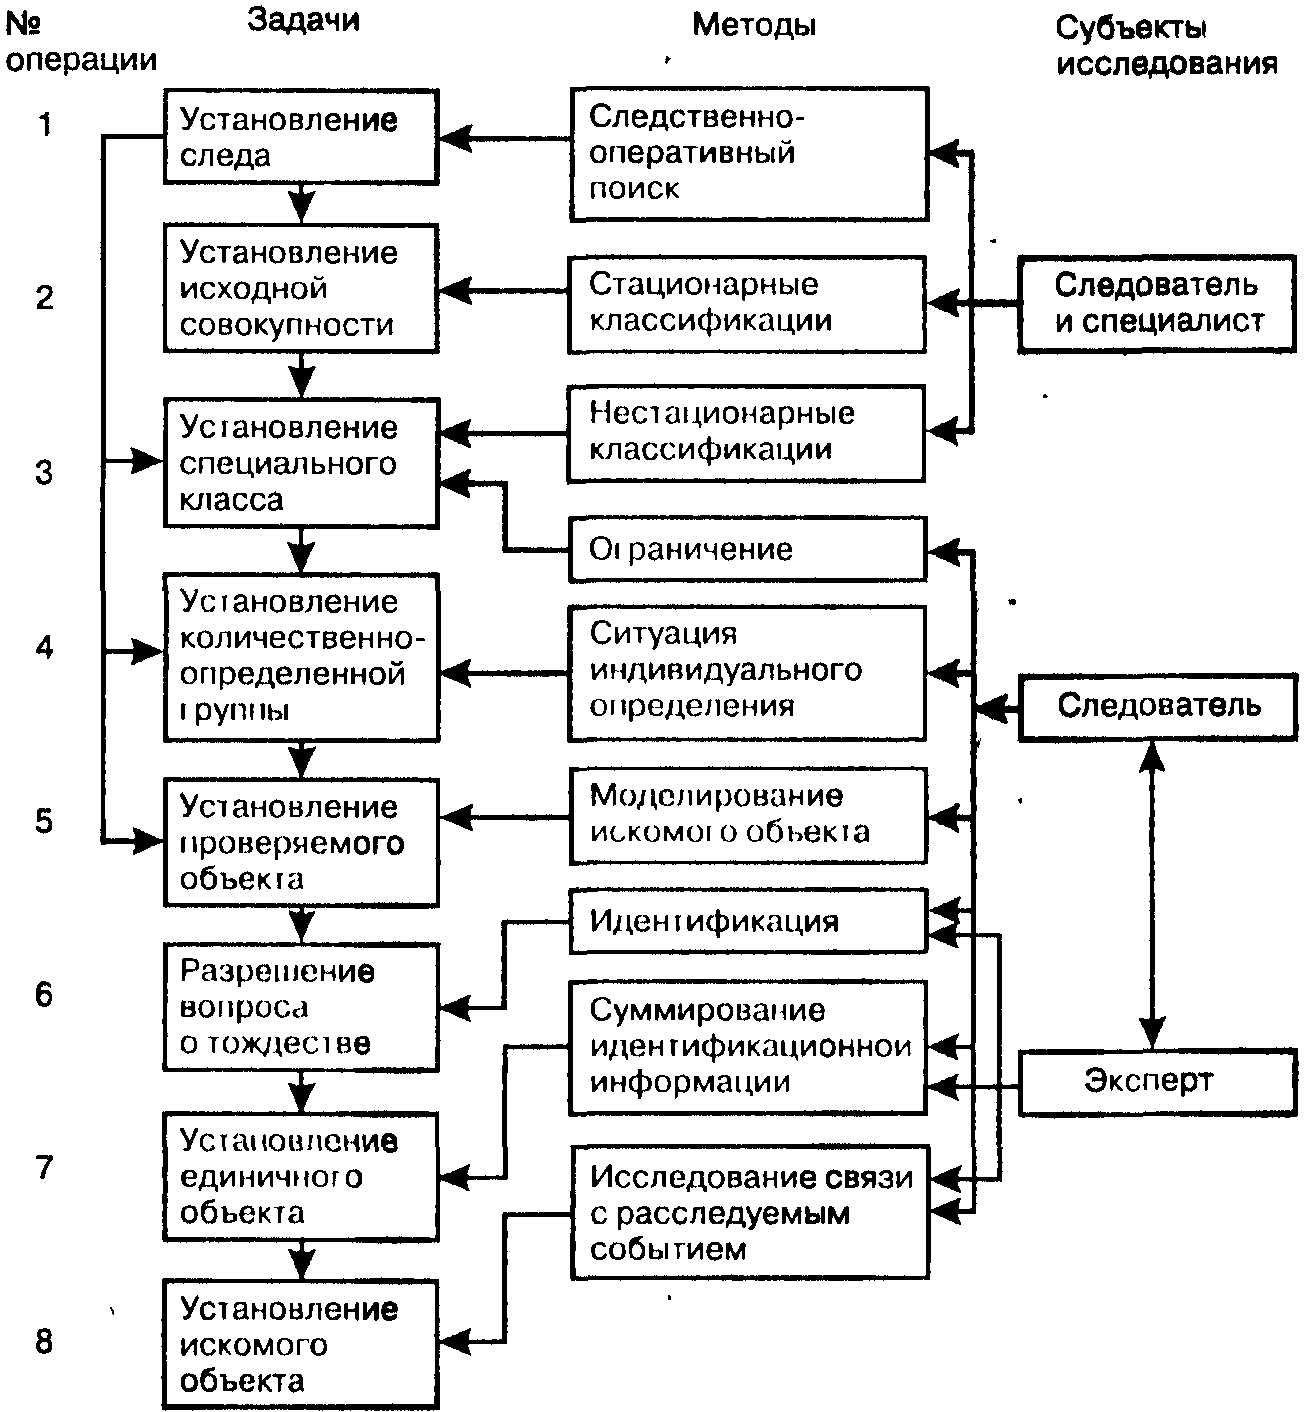 №
операции
Задачи
Методы
Субъекты
исследования
1
Установление
следа
Следственно-
оперативный
поиск
2
Установление
исходной
совокупности
Стационарные
классификации
Следователь
и специалист
3
Установление
специального
класса
Нестационарные
классификации
Ограничение
4
Установление
количественно-
определенной
группы
Ситуация
индивидуального
определения
Следователь
5
Установление
проверяемого
объекта
Моделирование
искомого объекта
Идентификация
6
Разрешение
вопроса
о тождестве
Суммирование
идентификационной
информации
Эксперт
7
Установление
единичного
объекта
Исследование связи
с расследуемым
событием
8
Установление
искомого
объекта